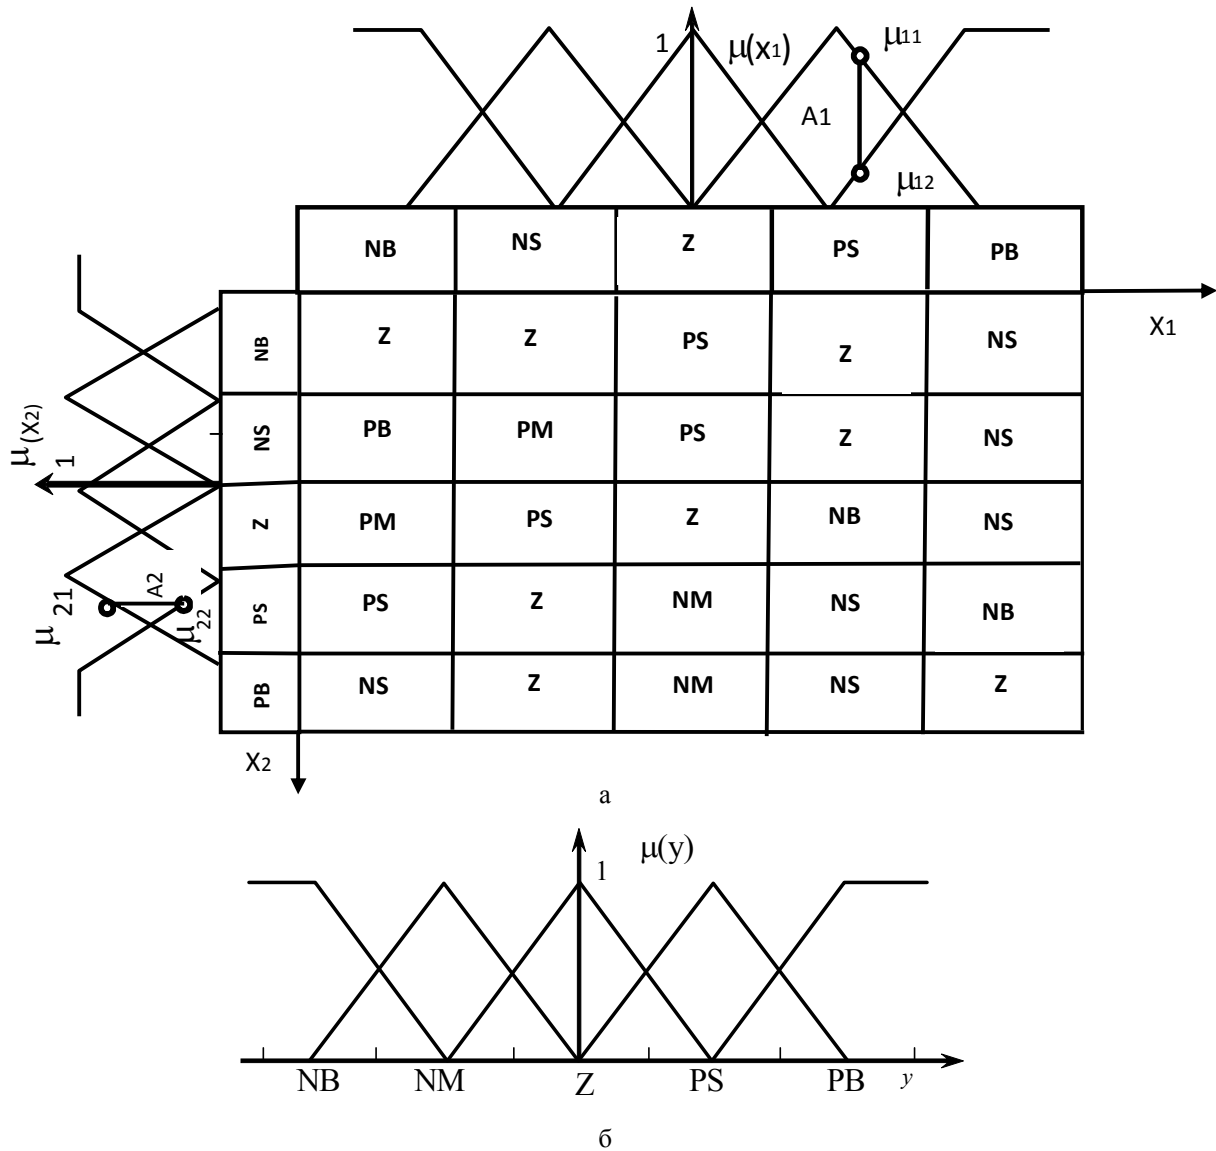 1 μ(x1) μ11
A1
μ12
NB NS Z PS PB
X1
NB Z Z PS Z NS
μ(x2)
1
NS PB PM PS Z NS
Z PM PS Z NB NS
μ 21 A2 μ 22
PS PS Z NM NS NB
PB NS Z NM NS Z
X2
а
μ(y)
1
NB NM Z PS PB y
б